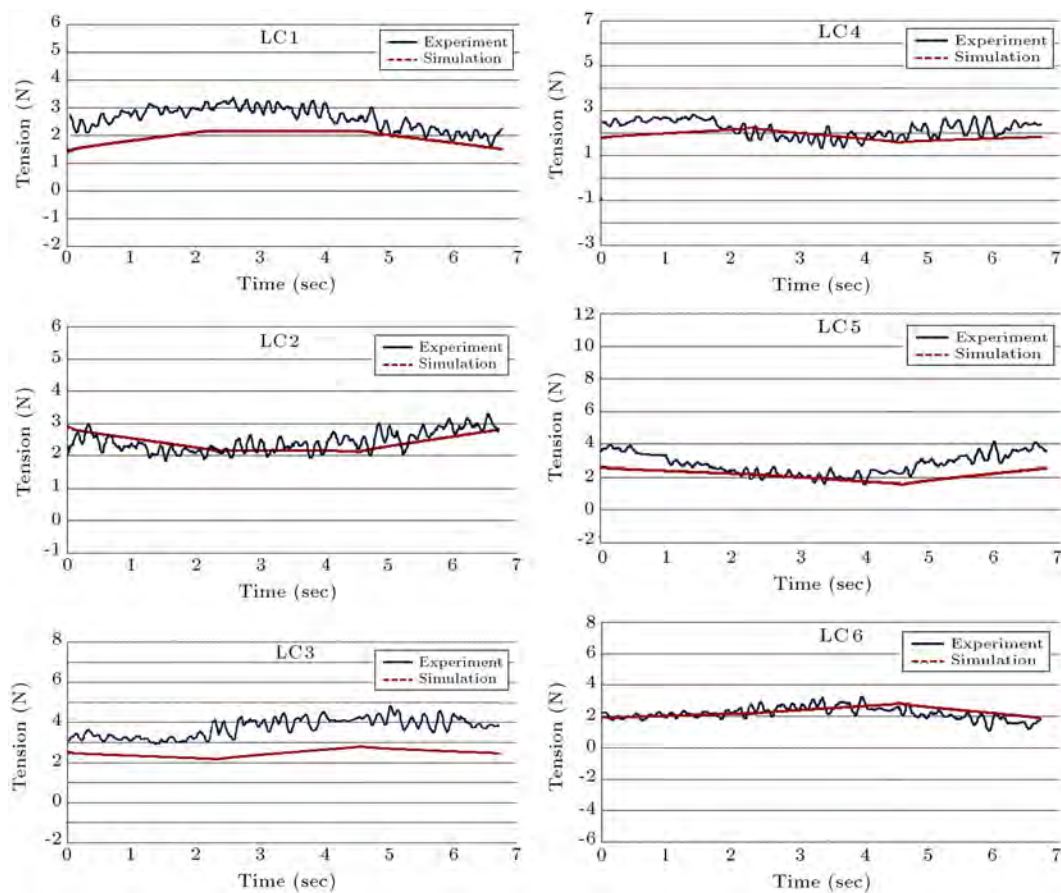 LC1
Experiment
Simulation
Tension (N)
6
5
4
3
2
1
0
-1
-2
0 1 2 3 4 5 6 7
Time (sec)
LC4
Experiment
Simulation
Tension (N)
7
5
3
1
-1
-3
0 1 2 3 4 5 6 7
Time (sec)
LC2
Experiment
Simulation
Tension (N)
6
5
4
3
2
1
0
-1
0 1 2 3 4 5 6 7
Time (sec)
LC5
Experiment
Simulation
Tension (N)
12
10
8
6
4
2
0
-2
0 1 2 3 4 5 6 7
Time (sec)
LC3
Experiment
Simulation
Tension (N)
8
6
4
2
0
-2
0 1 2 3 4 5 6 7
Time (sec)
LC6
Experiment
Simulation
Tension (N)
8
6
4
2
0
-2
-4
-6
0 1 2 3 4 5 6 7
Time (sec)